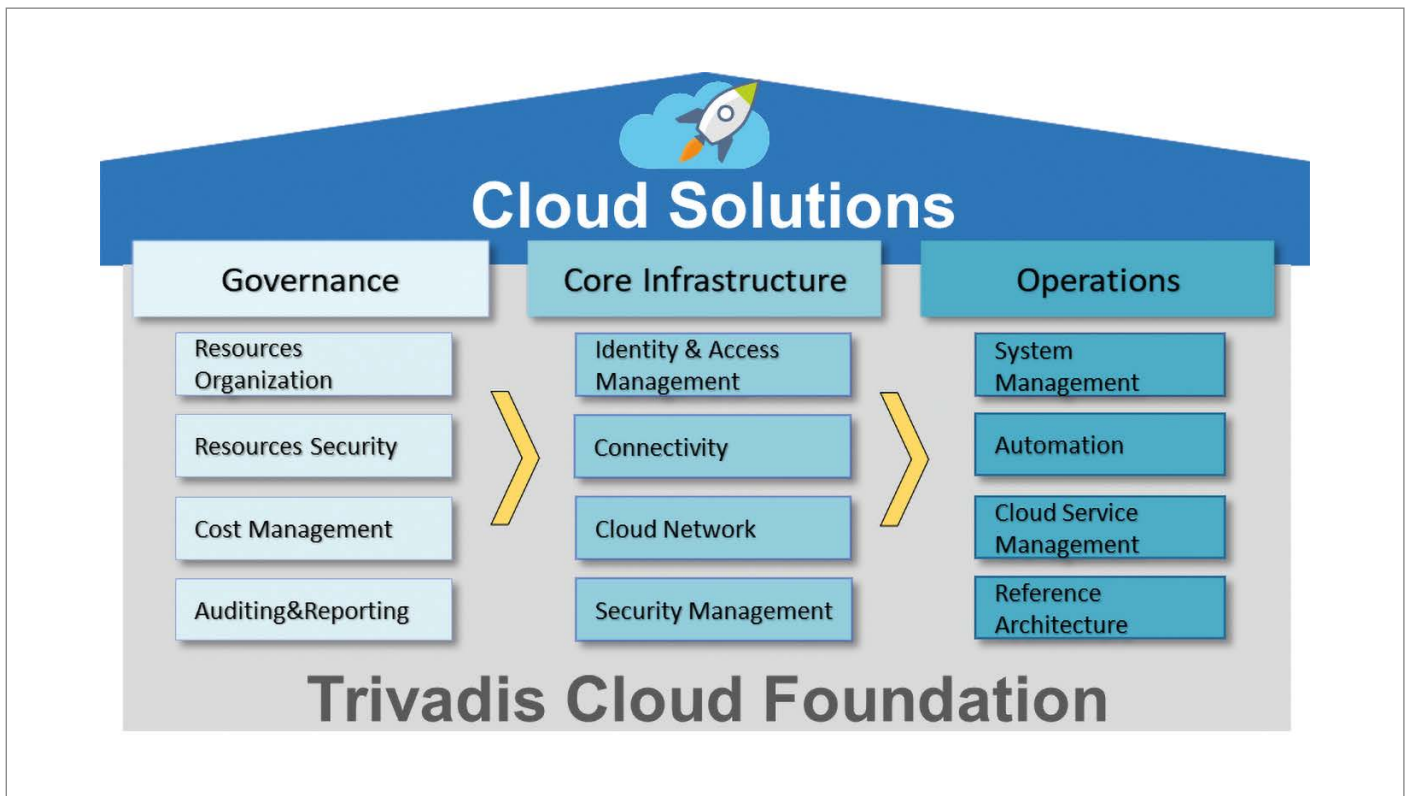 Cloud Solutions
Governance
Resources
Organization
Resources Security
Cost Management
Auditing&Reporting
Core Infrastructure
Identity & Access
Management
Connectivity
Cloud Network
Security Management
Operations
System
Management
Automation
Cloud Service
Management
Reference
Architecture
Trivadis Cloud Foundation